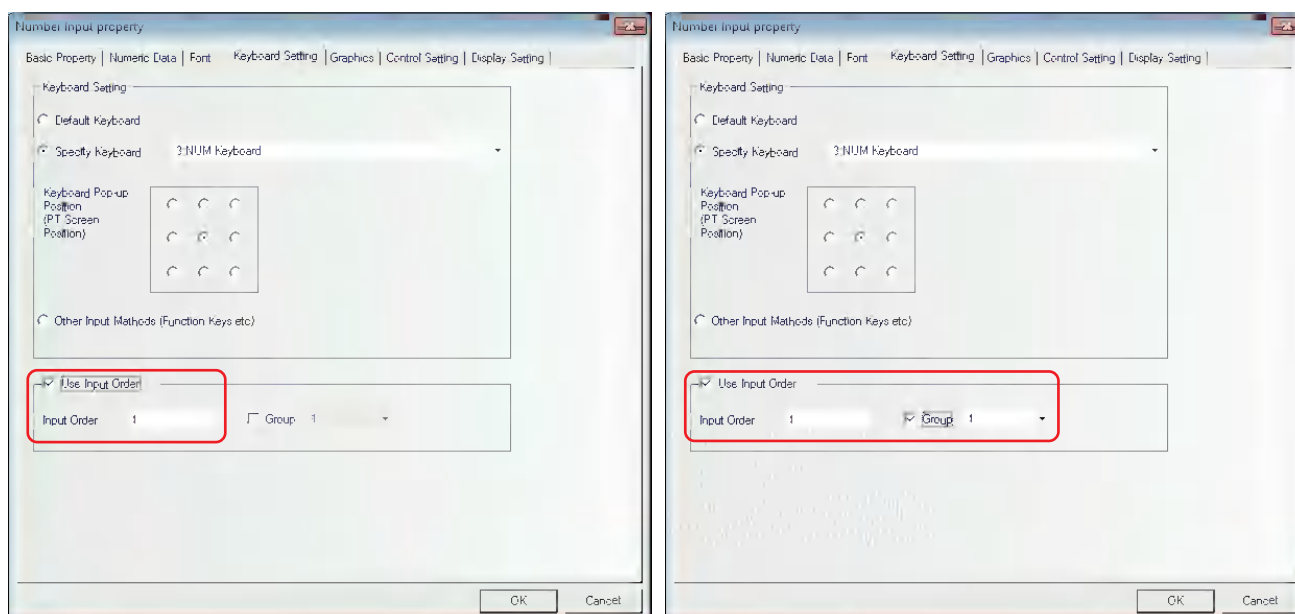 Number Input property
Basic Property | Numeric Data | Font Keyboard Setting | Graphics | Control Setting | Display Setting |
Keyboard Setting
Default Keyboard
Specify Keyboard 3:NUM Keyboard
Keyboard Pop-up
Position
(PT Screen
Position)
Other Input Methods (Function Keys etc)
Use Input Order
Input Order 1 Group 1
OK Cancel
Number Input property
Basic Property | Numeric Data | Font Keyboard Setting | Graphics | Control Setting | Display Setting |
Keyboard Setting
Default Keyboard
Specify Keyboard 3:NUM Keyboard
Keyboard Pop-up
Position
(PT Screen
Position)
Other Input Methods (Function Keys etc)
Use Input Order
Input Order 1 Group 1
OK Cancel